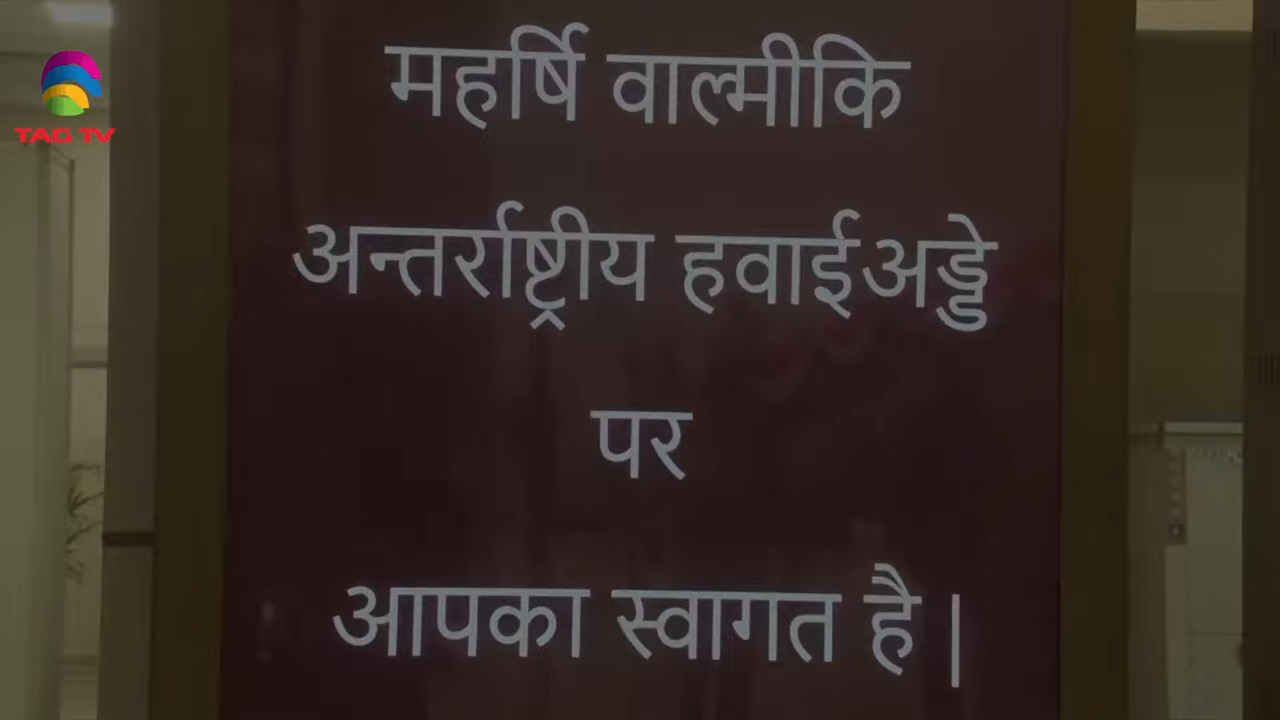 TAG TV
महर्षि वाल्मीकि
अन्तर्राष्ट्रीय हवाईअड्डे
पर
आपका स्वागत है|